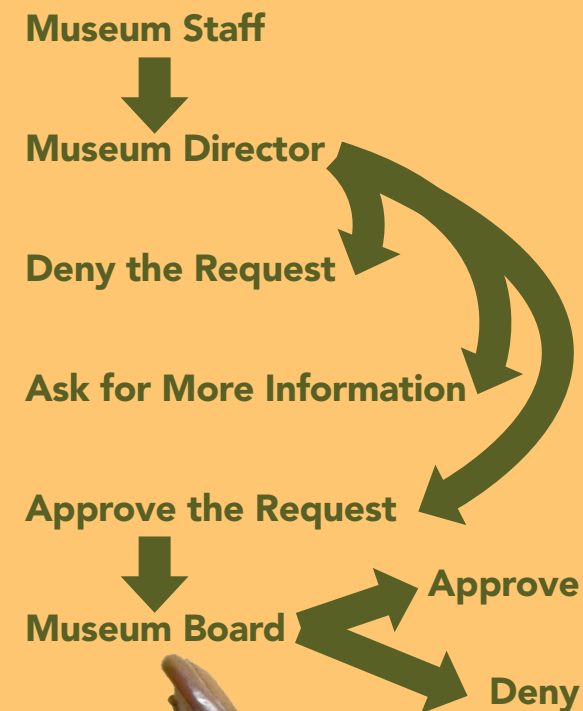 Museum Staff
Museum Director
Deny the Request
Ask for More Information
Approve the Request
Approve
Museum Board
Deny